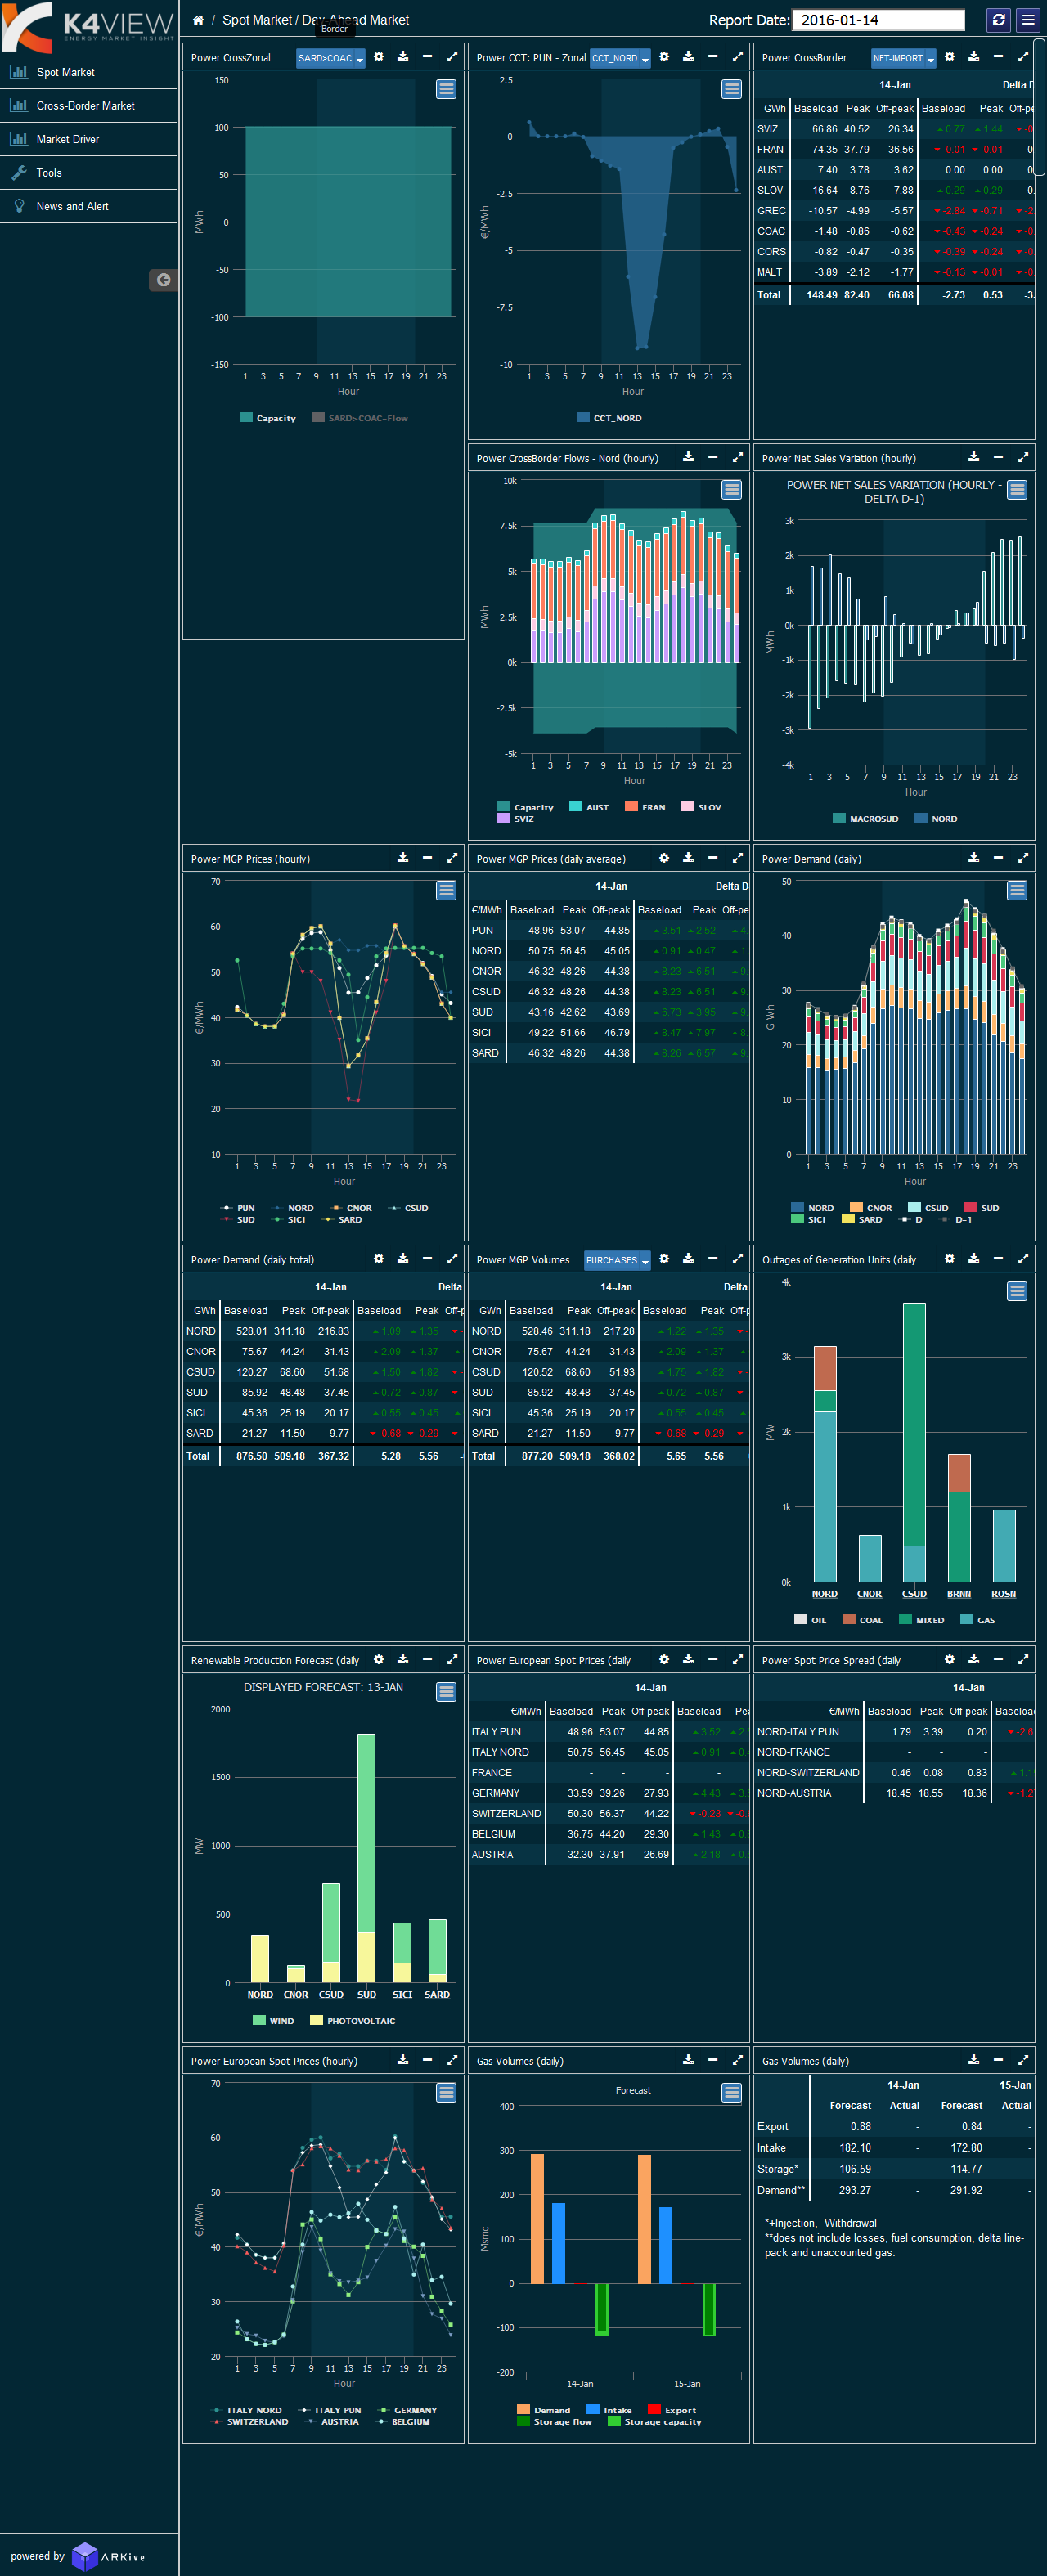 K4VIEW
ENERGY MARKET INSIGHT
/ Spot Market / Day-Ahead Market
Border
Report Date: 2016-01-14
Spot Market
Cross-Border Market
Market Driver
Tools
News and Alert
Power CrossZonal SARD>COAC
150
100
50
0
-50
-100
-150
MWh
1 3 5 7 9 11 13 15 17 19 21 23
Hour
Capacity SARD>COAC-Flow
Power CCT: PUN - Zonal CCT_NORD
2.5
0
-2.5
-5
-7.5
-10
€/MWh
1 3 5 7 9 11 13 15 17 19 21 23
Hour
CCT_NORD
Power CrossBorder NET-IMPORT
14-Jan Delta D
GWh Baseload Peak Off-peak Baseload Peak Off-pe
SVIZ 66.86 40.52 26.34 0.77 1.44 -0
FRAN 74.35 37.79 36.56 -0.01 -0.01 0.
AUST 7.40 3.78 3.62 0.00 0.00 0.
SLOV 16.64 8.76 7.88 0.29 0.29 0.
GREC -10.57 -4.99 -5.57 -2.84 -0.71 -2
COAC -1.48 -0.86 -0.62 -0.43 -0.24 -0
CORS -0.82 -0.47 -0.35 -0.39 -0.24 -0
MALT -3.89 -2.12 -1.77 -0.13 -0.01 -0
Total 148.49 82.40 66.08 -2.73 0.53 -3.
Power CrossBorder Flows - Nord (hourly)
10k
7.5k
5k
2.5k
0k
-2.5k
-5k
MWh
1 3 5 7 9 11 13 15 17 19 21 23
Hour
Capacity AUST FRAN SLOV
SVIZ
Power Net Sales Variation (hourly)
POWER NET SALES VARIATION (HOURLY -
DELTA D-1)
3k
2k
1k
0k
-1k
-2k
-3k
-4k
MWh
1 3 5 7 9 11 13 15 17 19 21 23
Hour
MACROSUD NORD
Power MGP Prices (hourly)
70
60
50
40
30
20
10
€/MWh
1 3 5 7 9 11 13 15 17 19 21 23
Hour
PUN NORD CNOR CSUD
SUD SICI SARD
Power MGP Prices (daily average)
14-Jan Delta D
€/MWh Baseload Peak Off-peak Baseload Peak Off-pe
PUN 48.96 53.07 44.85 3.51 2.52 4.
NORD 50.75 56.45 45.05 0.91 0.47 1.
CNOR 46.32 48.26 44.38 8.23 6.51 9.
CSUD 46.32 48.26 44.38 8.23 6.51 9.
SUD 43.16 42.62 43.69 6.73 3.95 9.
SICI 49.22 51.66 46.79 8.47 7.97 8.
SARD 46.32 48.26 44.38 8.26 6.57 9.
Power Demand (daily)
50
40
30
20
10
0
G Wh
1 3 5 7 9 11 13 15 17 19 21 23
Hour
NORD CNOR CSUD SUD
SICI SARD D D-1
Power Demand (daily total)
14-Jan Delta
GWh Baseload Peak Off-peak Baseload Peak Off-p
NORD 528.01 311.18 216.83 1.09 1.35 -
CNOR 75.67 44.24 31.43 2.09 1.37
CSUD 120.27 68.60 51.68 1.50 1.82 -
SUD 85.92 48.48 37.45 0.72 0.87 -
SICI 45.36 25.19 20.17 0.55 0.45
SARD 21.27 11.50 9.77 -0.68 -0.29 -
Total 876.50 509.18 367.32 5.28 5.56 -
Power MGP Volumes PURCHASES
14-Jan Delta
GWh Baseload Peak Off-peak Baseload Peak Off-p
NORD 528.46 311.18 217.28 1.22 1.35 -
CNOR 75.67 44.24 31.43 2.09 1.37
CSUD 120.52 68.60 51.93 1.75 1.82 -
SUD 85.92 48.48 37.45 0.72 0.87 -
SICI 45.36 25.19 20.17 0.55 0.45
SARD 21.27 11.50 9.77 -0.68 -0.29 -
Total 877.20 509.18 368.02 5.65 5.56
Outages of Generation Units (daily
4k
3k
2k
1k
0k
MW
NORD CNOR CSUD BRNN ROSN
OIL COAL MIXED GAS
Renewable Production Forecast (daily
DISPLAYED FORECAST: 13-JAN
2000
1500
1000
500
0
MW
NORD CNOR CSUD SUD SICI SARD
WIND PHOTOVOLTAIC
Power European Spot Prices (daily
14-Jan
€/MWh Baseload Peak Off-peak Baseload Pea
ITALY PUN 48.96 53.07 44.85 3.52 2.5
ITALY NORD 50.75 56.45 45.05 0.91 0.4
FRANCE - - - -
GERMANY 33.59 39.26 27.93 4.43 3.5
SWITZERLAND 50.30 56.37 44.22 -0.23 -0.
BELGIUM 36.75 44.20 29.30 1.43 0.
AUSTRIA 32.30 37.91 26.69 2.18 0.
Power Spot Price Spread (daily
14-Jan
€/MWh Baseload Peak Off-peak Baseload
NORD-ITALY PUN 1.79 3.39 0.20 -2.6
NORD-FRANCE - - -
NORD-SWITZERLAND 0.46 0.08 0.83 1.1
NORD-AUSTRIA 18.45 18.55 18.36 -1.2
Power European Spot Prices (hourly)
70
60
50
40
30
20
€/MWh
1 3 5 7 9 11 13 15 17 19 21 23
Hour
ITALY NORD ITALY PUN GERMANY
SWITZERLAND AUSTRIA BELGIUM
Gas Volumes (daily)
Forecast
400
300
200
100
0
-100
-200
Msmc
14-Jan 15-Jan
Demand Intake Export
Storage flow Storage capacity
Gas Volumes (daily)
14-Jan 15-Jan
Forecast Actual Forecast Actual
Export 0.88 - 0.84 -
Intake 182.10 - 172.80 -
Storage* -106.59 - -114.77 -
Demand** 293.27 - 291.92 -
*+Injection, -Withdrawal
**does not include losses, fuel consumption, delta line-
pack and unaccounted gas.
powered by ARKive